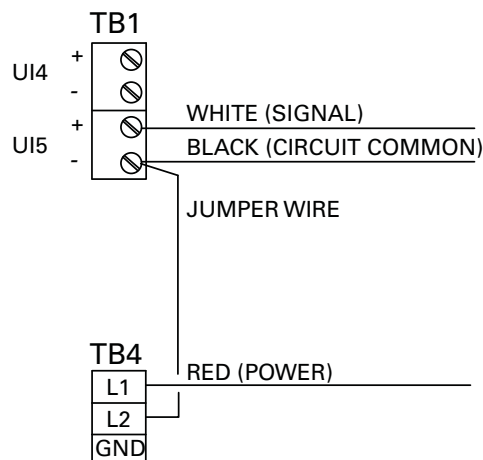 TB1
UI4
+
-
UI5
+
-
WHITE (SIGNAL)
BLACK (CIRCUIT COMMON)
JUMPER WIRE
TB4
L1
RED (POWER)
L2
GND